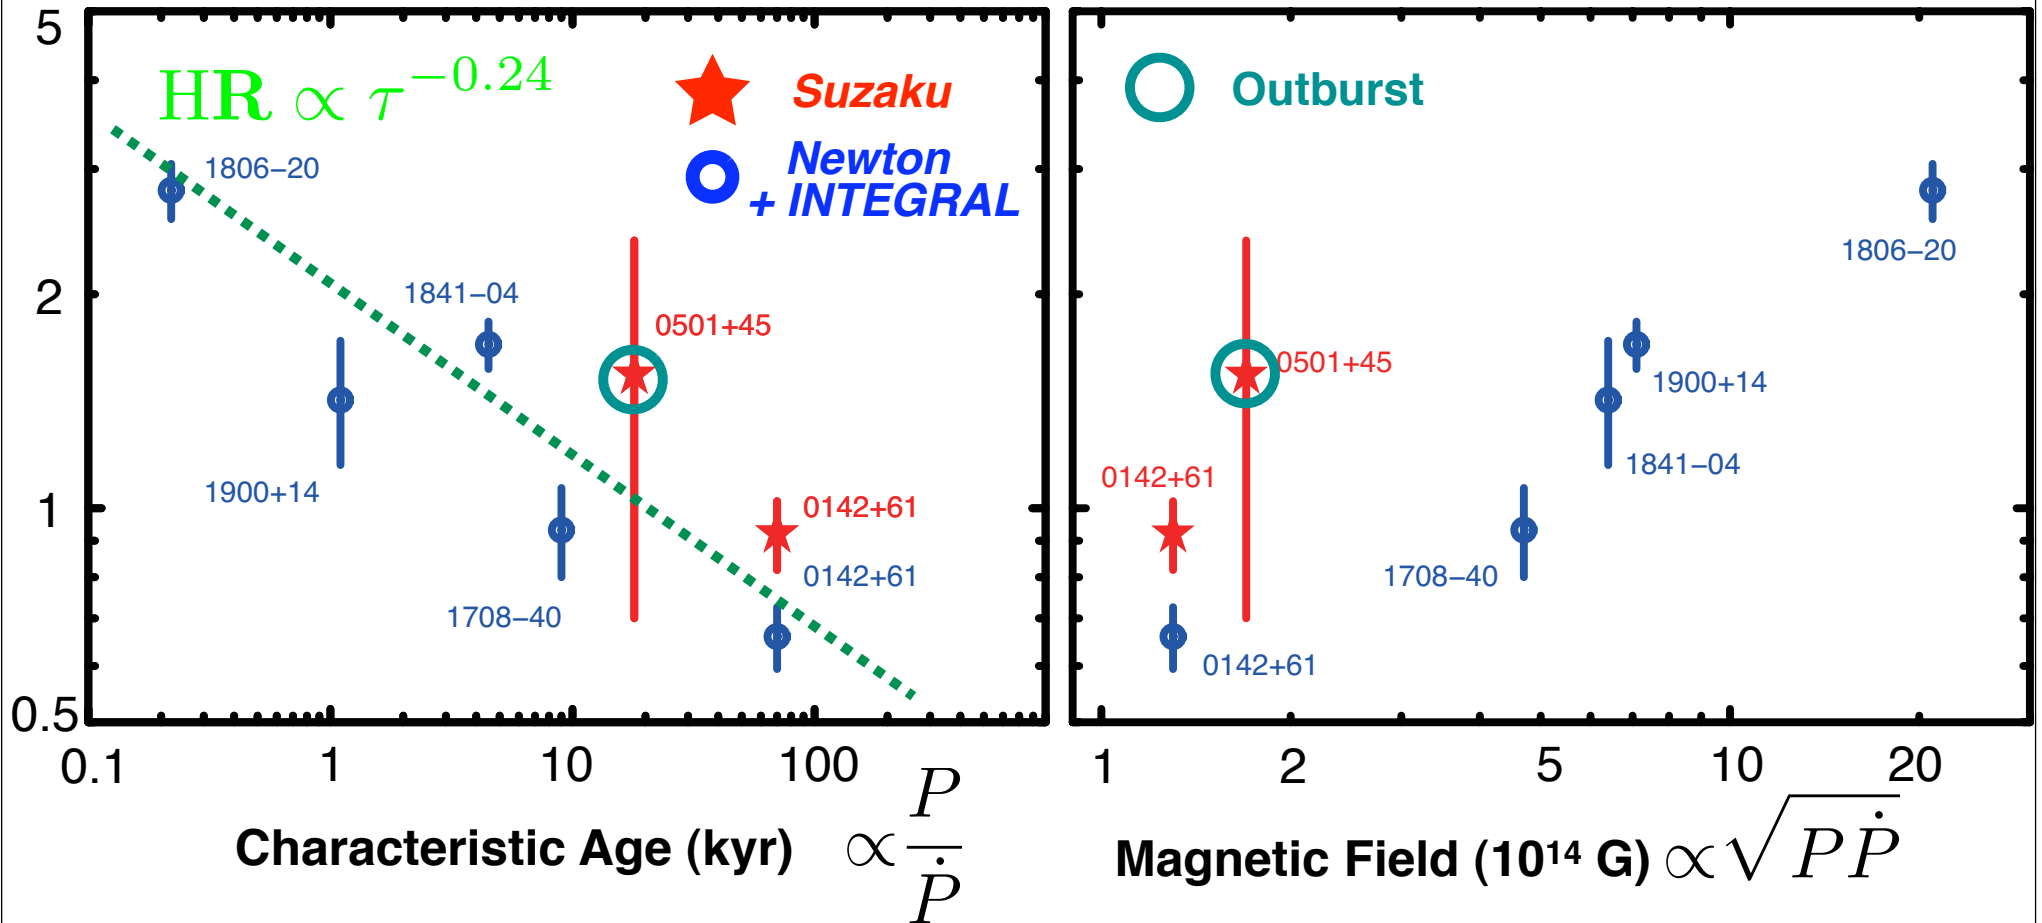 5
2
1
0.5
HR ∝ τ^−0.24
Suzaku
Newton
+ INTEGRAL
1806−20
1841−04
0501+45
1900+14
0142+61
0142+61
1708−40
0.1 1 10 100
Characteristic Age (kyr) ∝ P/Ṗ
Outburst
1806−20
0501+45
1900+14
1841−04
0142+61
1708−40
0142+61
1 2 5 10 20
Magnetic Field (10¹⁴ G) ∝ √PṖ